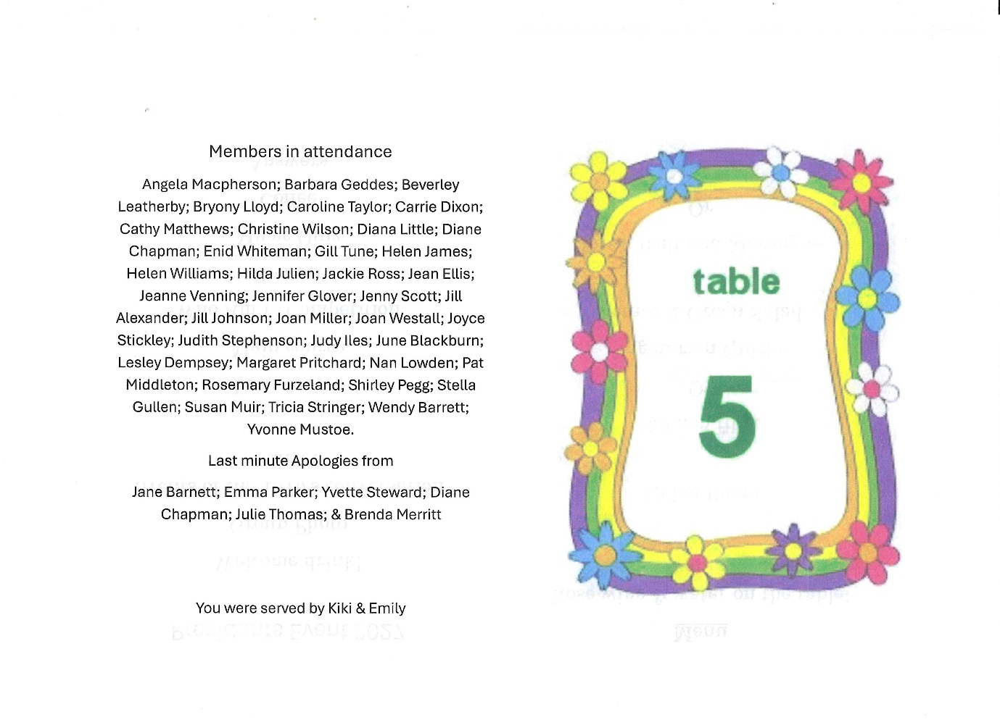 Members in attendance
Angela Macpherson; Barbara Geddes; Beverley
Leatherby; Bryony Lloyd; Caroline Taylor; Carrie Dixon;
Cathy Matthews; Christine Wilson; Diana Little; Diane
Chapman; Enid Whiteman; Gill Tune; Helen James;
Helen Williams; Hilda Julien; Jackie Ross; Jean Ellis;
Jeanne Venning; Jennifer Glover; Jenny Scott; Jill
Alexander; Jill Johnson; Joan Miller; Joan Westall; Joyce
Stickley; Judith Stephenson; Judy Iles; June Blackburn;
Lesley Dempsey; Margaret Pritchard; Nan Lowden; Pat
Middleton; Rosemary Furzeland; Shirley Pegg; Stella
Gullen; Susan Muir; Tricia Stringer; Wendy Barrett;
Yvonne Mustoe.
Last minute Apologies from
Jane Barnett; Emma Parker; Yvette Steward; Diane
Chapman; Julie Thomas; & Brenda Merritt
You were served by Kiki & Emily
table
5